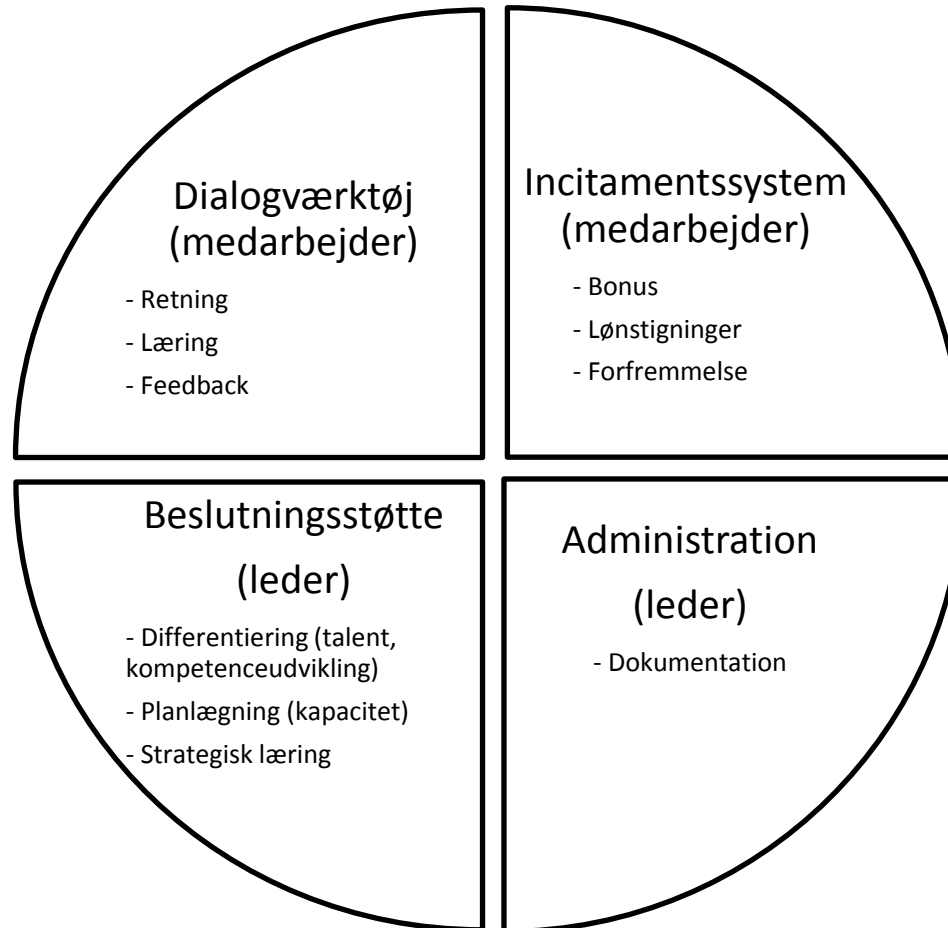 Dialogværktøj
(medarbejder)
- Retning
- Læring
- Feedback
Incitamentssystem
(medarbejder)
- Bonus
- Lønstigninger
- Forfremmelse
Beslutningsstøtte
(leder)
- Differentiering (talent,
kompetenceudvikling)
- Planlægning (kapacitet)
- Strategisk læring
Administration
(leder)
- Dokumentation